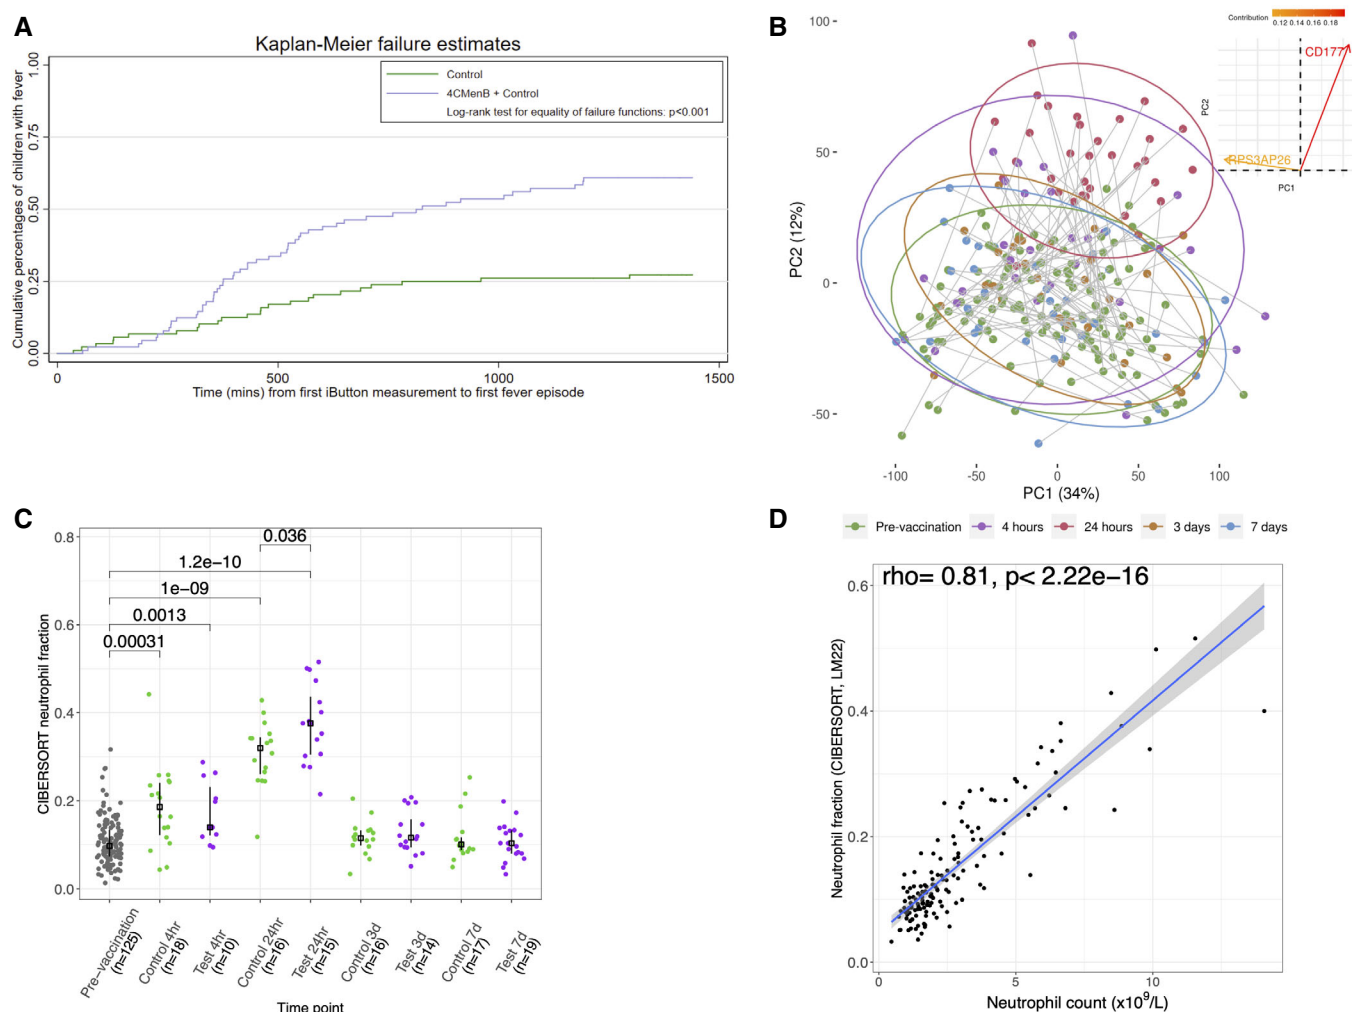 A
Kaplan-Meier failure estimates
Control
4CMenB + Control
Log-rank test for equality of failure functions: p<0.001
Cumulative percentages of children with fever
1.00
0.75
0.50
0.25
0.00
0
500
1000
1500
Time (mins) from first iButton measurement to first fever episode
B
Contribution
0.12 0.14 0.16 0.18
CD177
RPS3AP26
PC2
PC1
100
50
0
-50
PC2 (12%)
-100
-50
0
50
100
PC1 (34%)
Pre-vaccination
4 hours
24 hours
3 days
7 days
C
0.036
1.2e-10
1e-09
0.0013
0.00031
CIBERSORT neutrophil fraction
0.8
0.6
0.4
0.2
0.0
Pre-vaccination
(n=125)
Control 4hr
(n=18)
Test 4hr
(n=10)
Control 24hr
(n=16)
Test 24hr
(n=15)
Control 3d
(n=16)
Test 3d
(n=14)
Control 7d
(n=17)
Test 7d
(n=19)
Time point
D
rho= 0.81, p< 2.22e-16
Neutrophil fraction (CIBERSORT, LM22)
0.6
0.4
0.2
0.0
0
5
10
Neutrophil count (x10⁹/L)